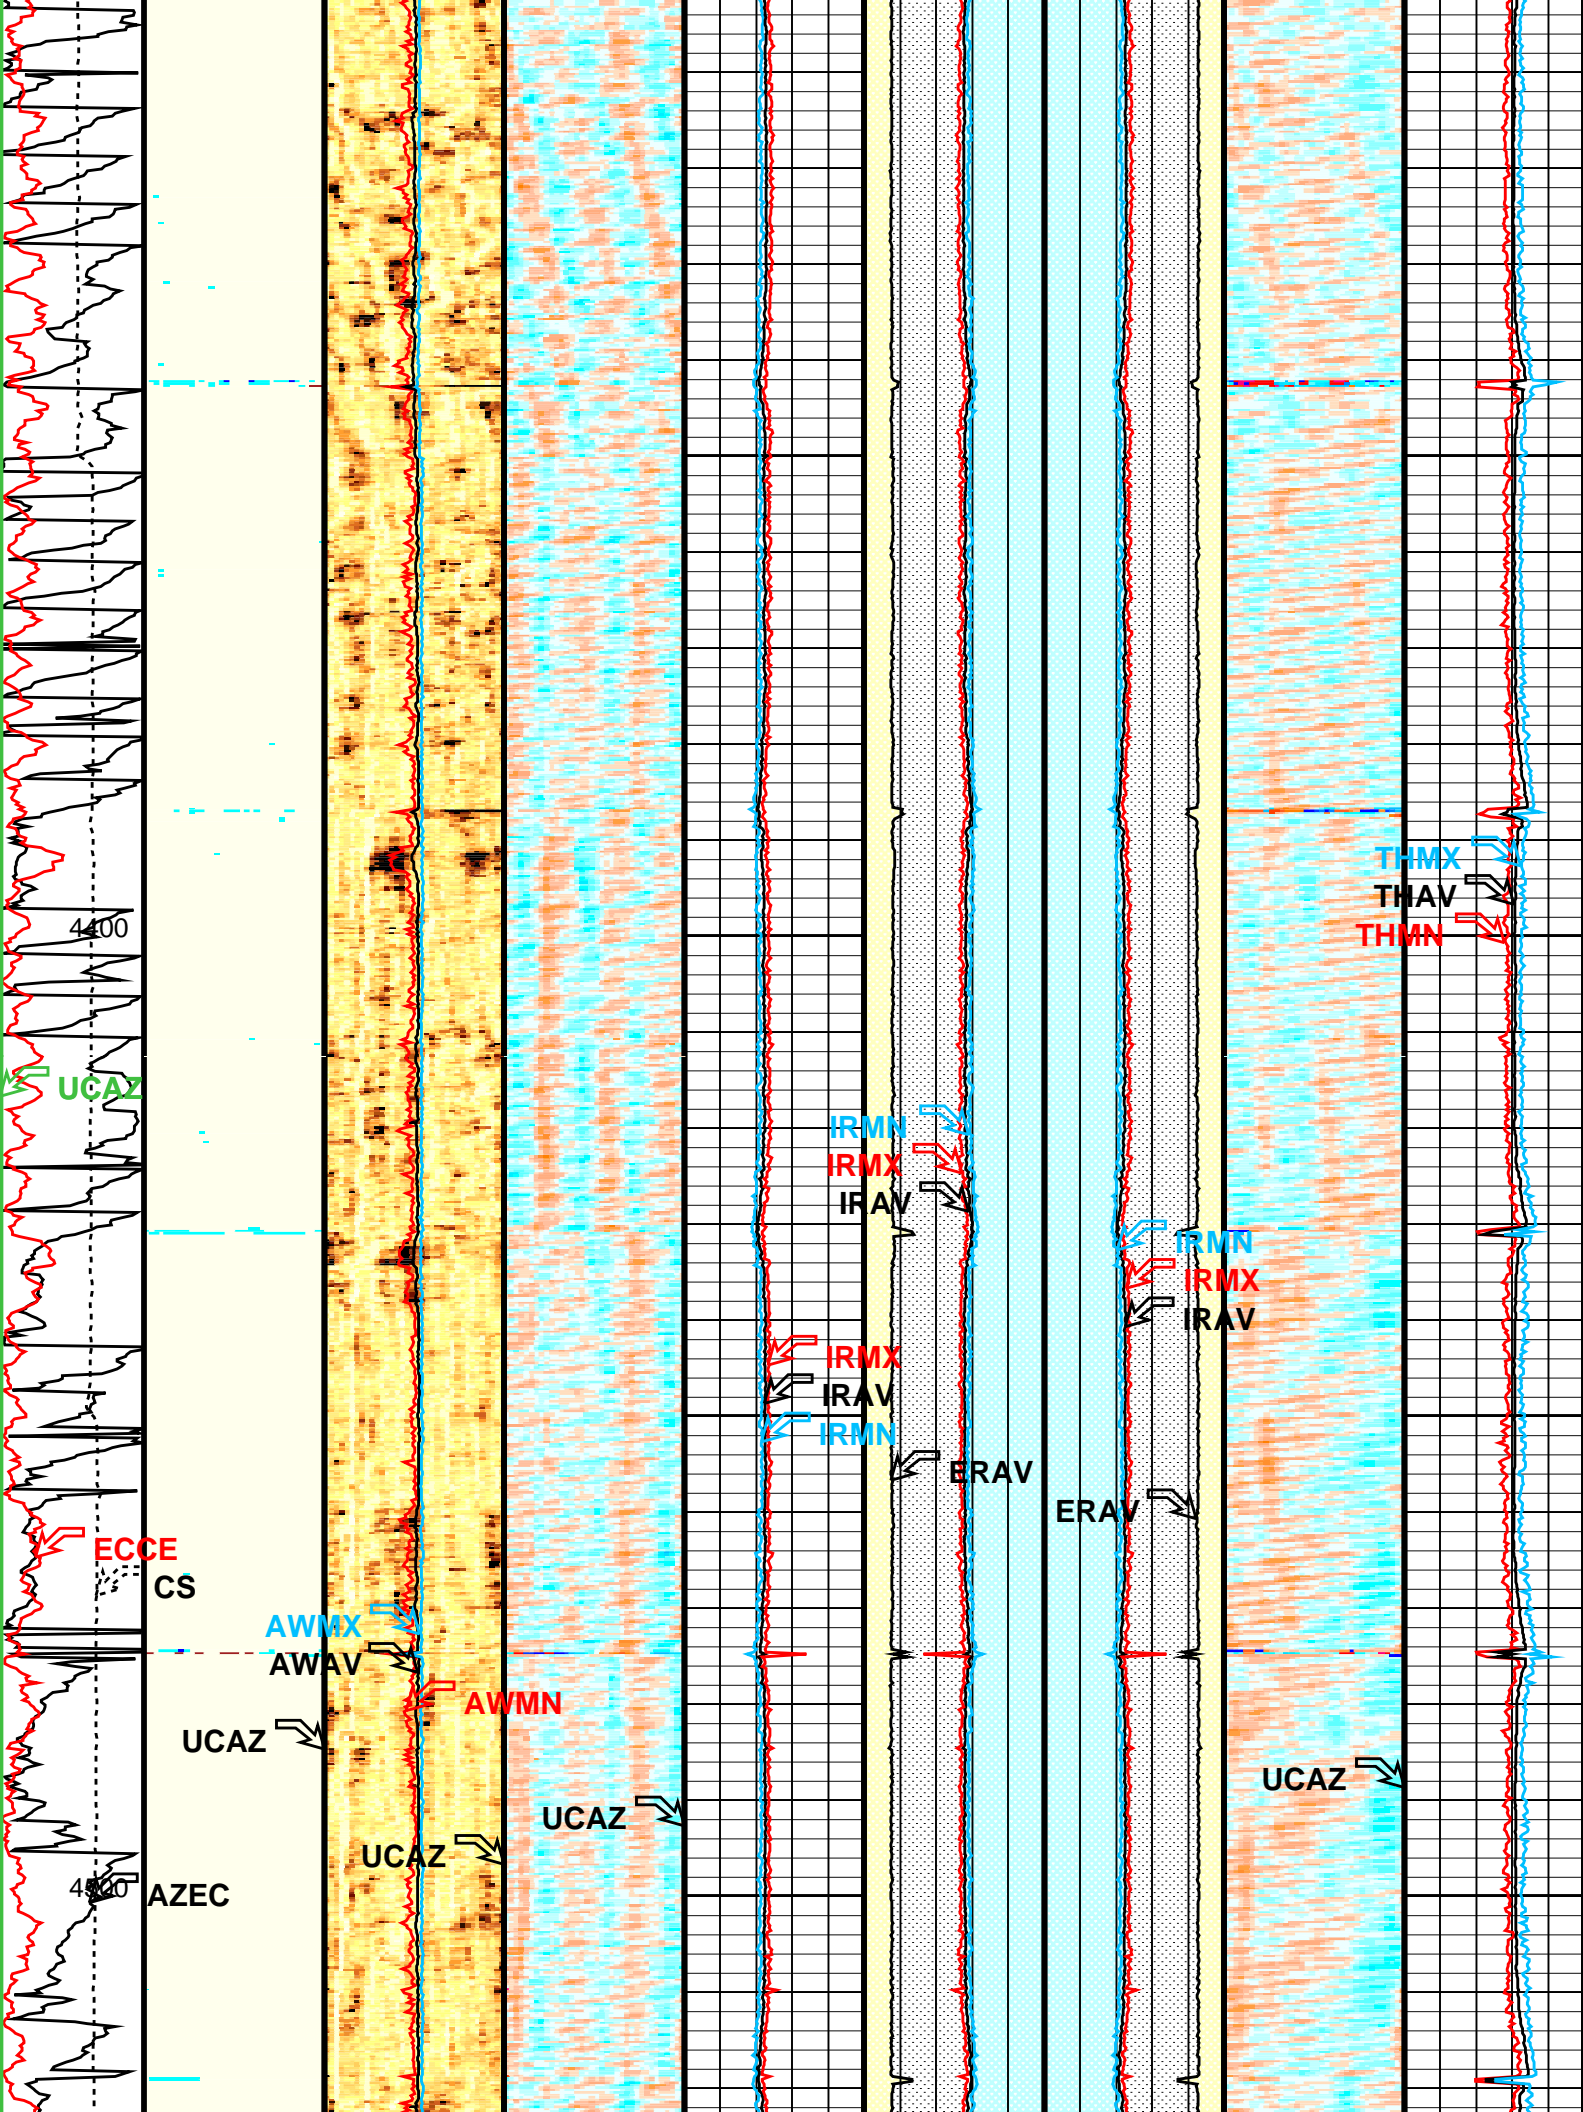 THMX
THAV
4400
THMN
UCAZ
IRMN
IRMX
IRAV
IRMN
IRMX
IRAV
IRMX
IRAV
IRMN
ERAV
ERAV
ECCE
CS
AWMX
AWAV
AWMN
UCAZ
UCAZ
UCAZ
UCAZ
4500
AZEC